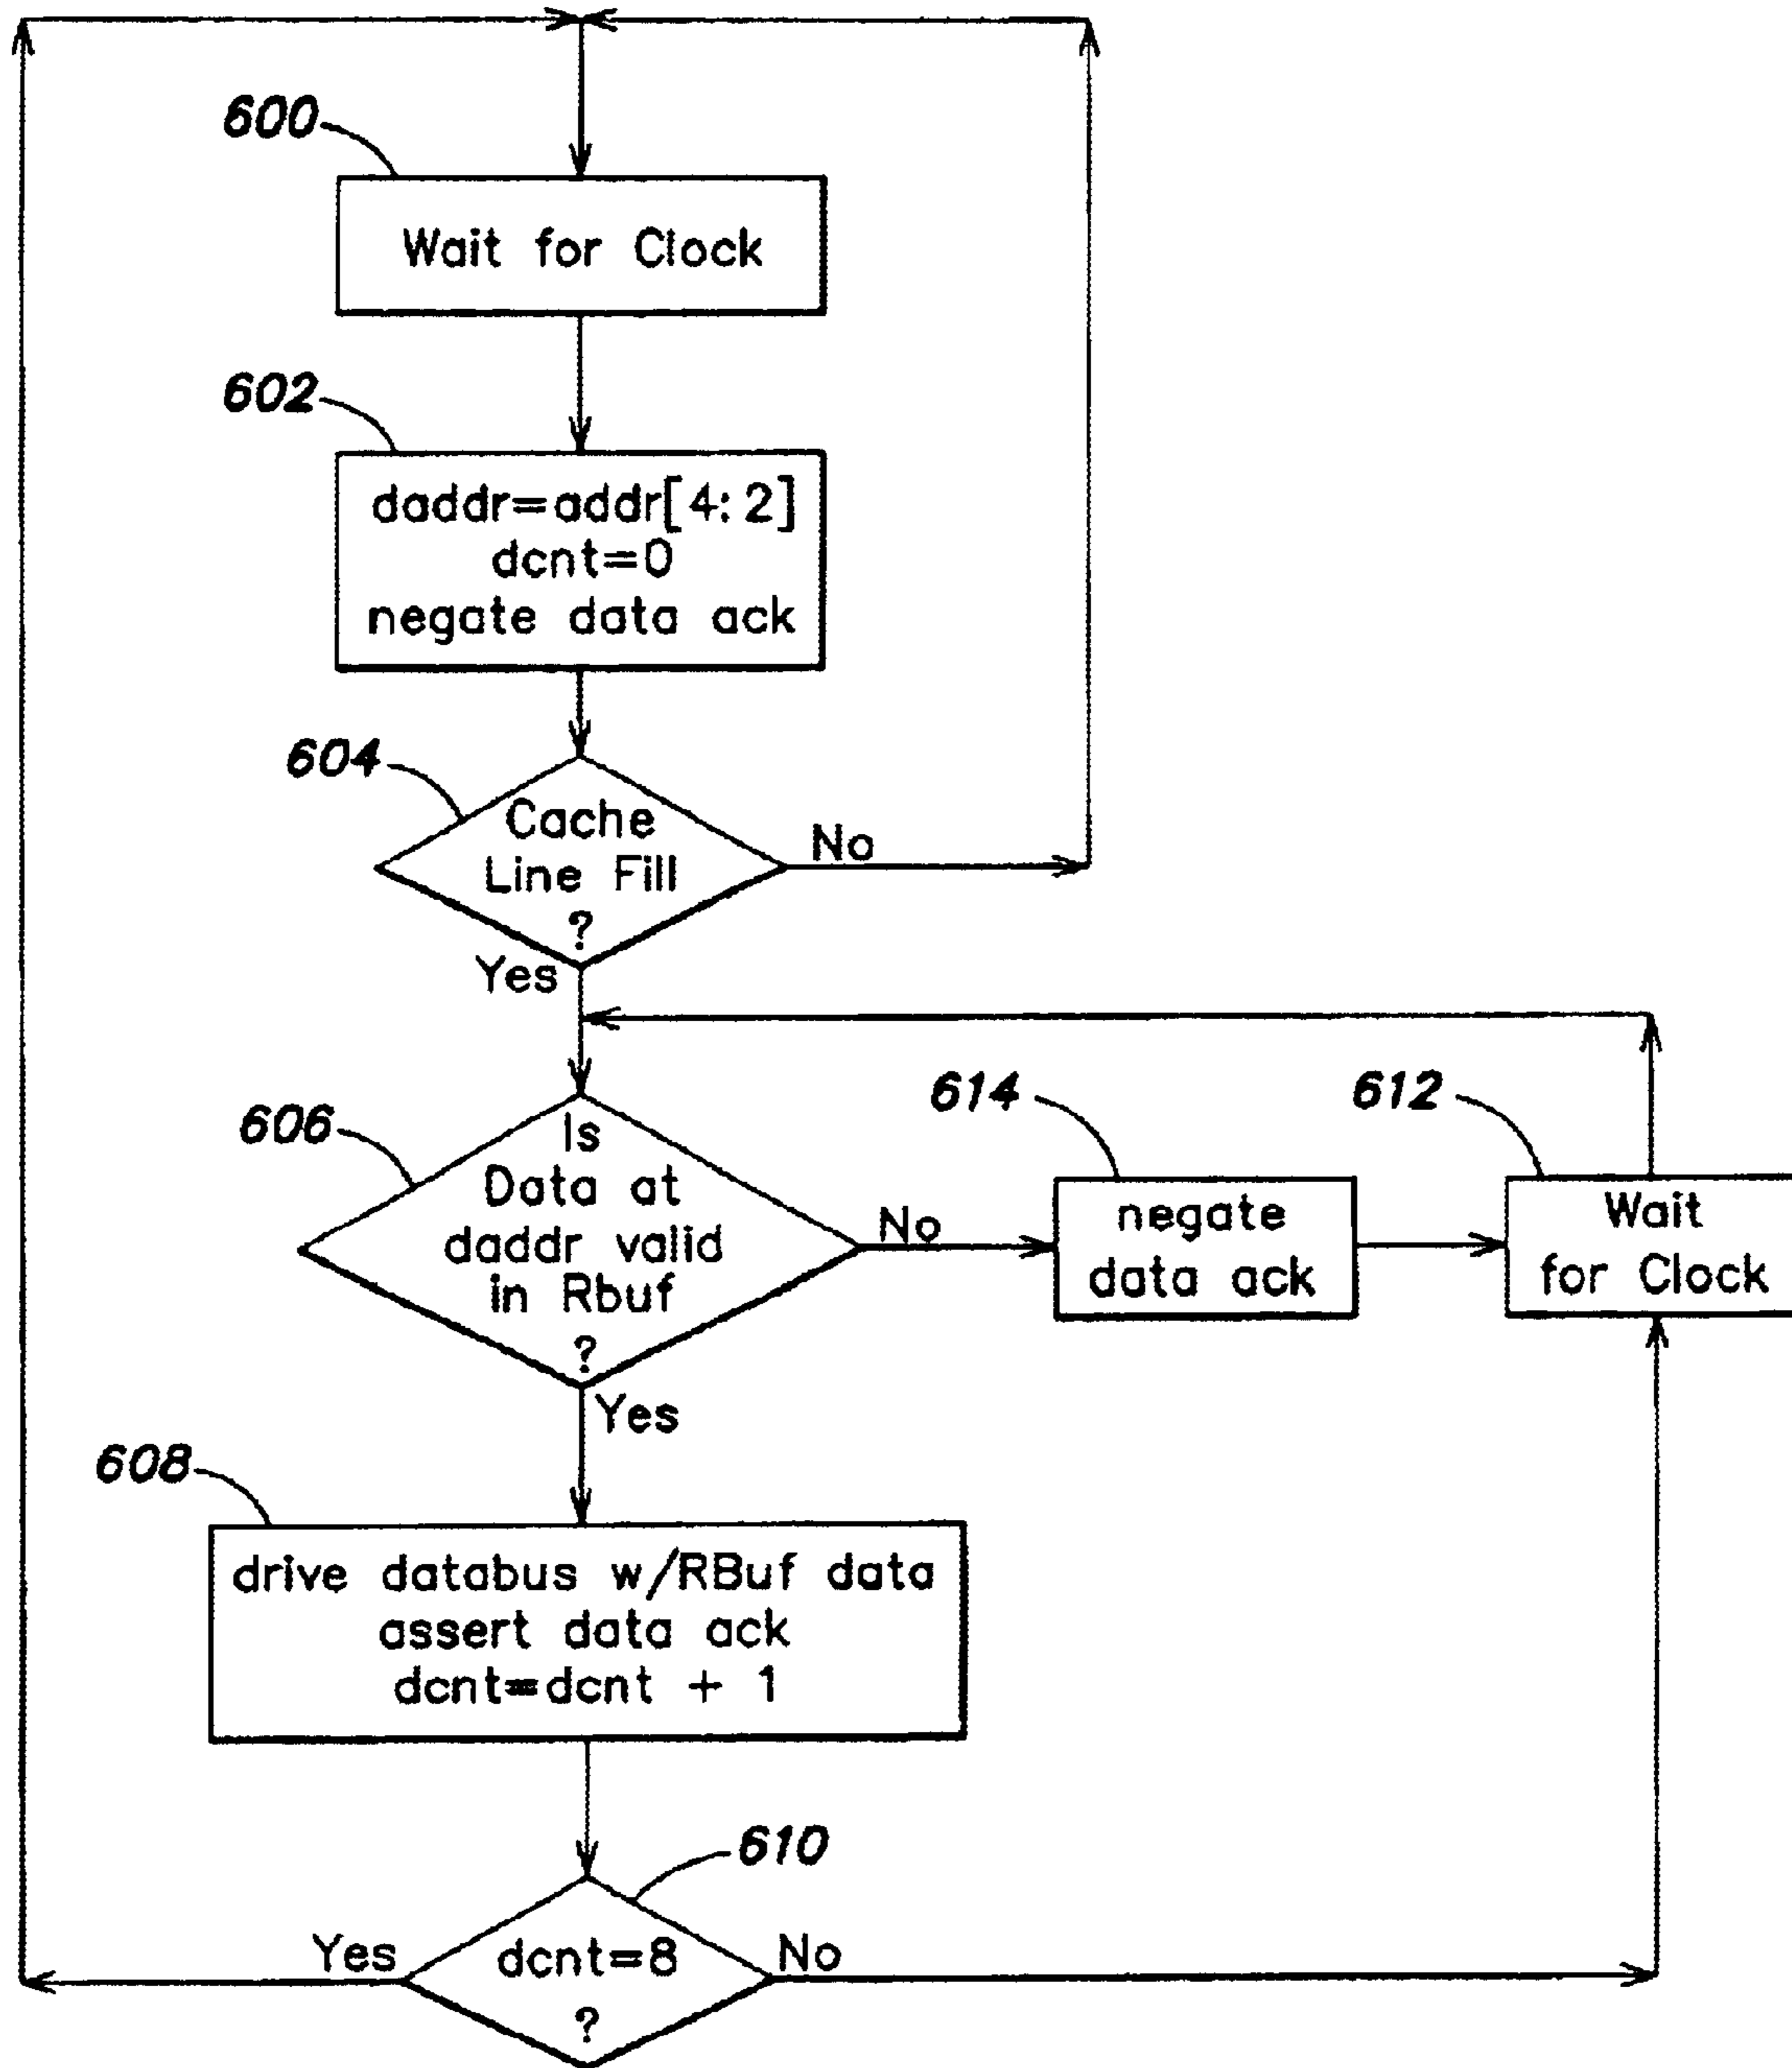 600
Wait for Clock
602
daddr=addr[4:2]
dcnt=0
negate data ack
604
Cache
Line Fill
?
No
Yes
606
Is
Data at
daddr valid
in Rbuf
?
No
614
negate
data ack
612
Wait
for Clock
Yes
608
drive databus w/RBuf data
assert data ack
dcnt=dcnt + 1
610
dcnt=8
?
Yes
No